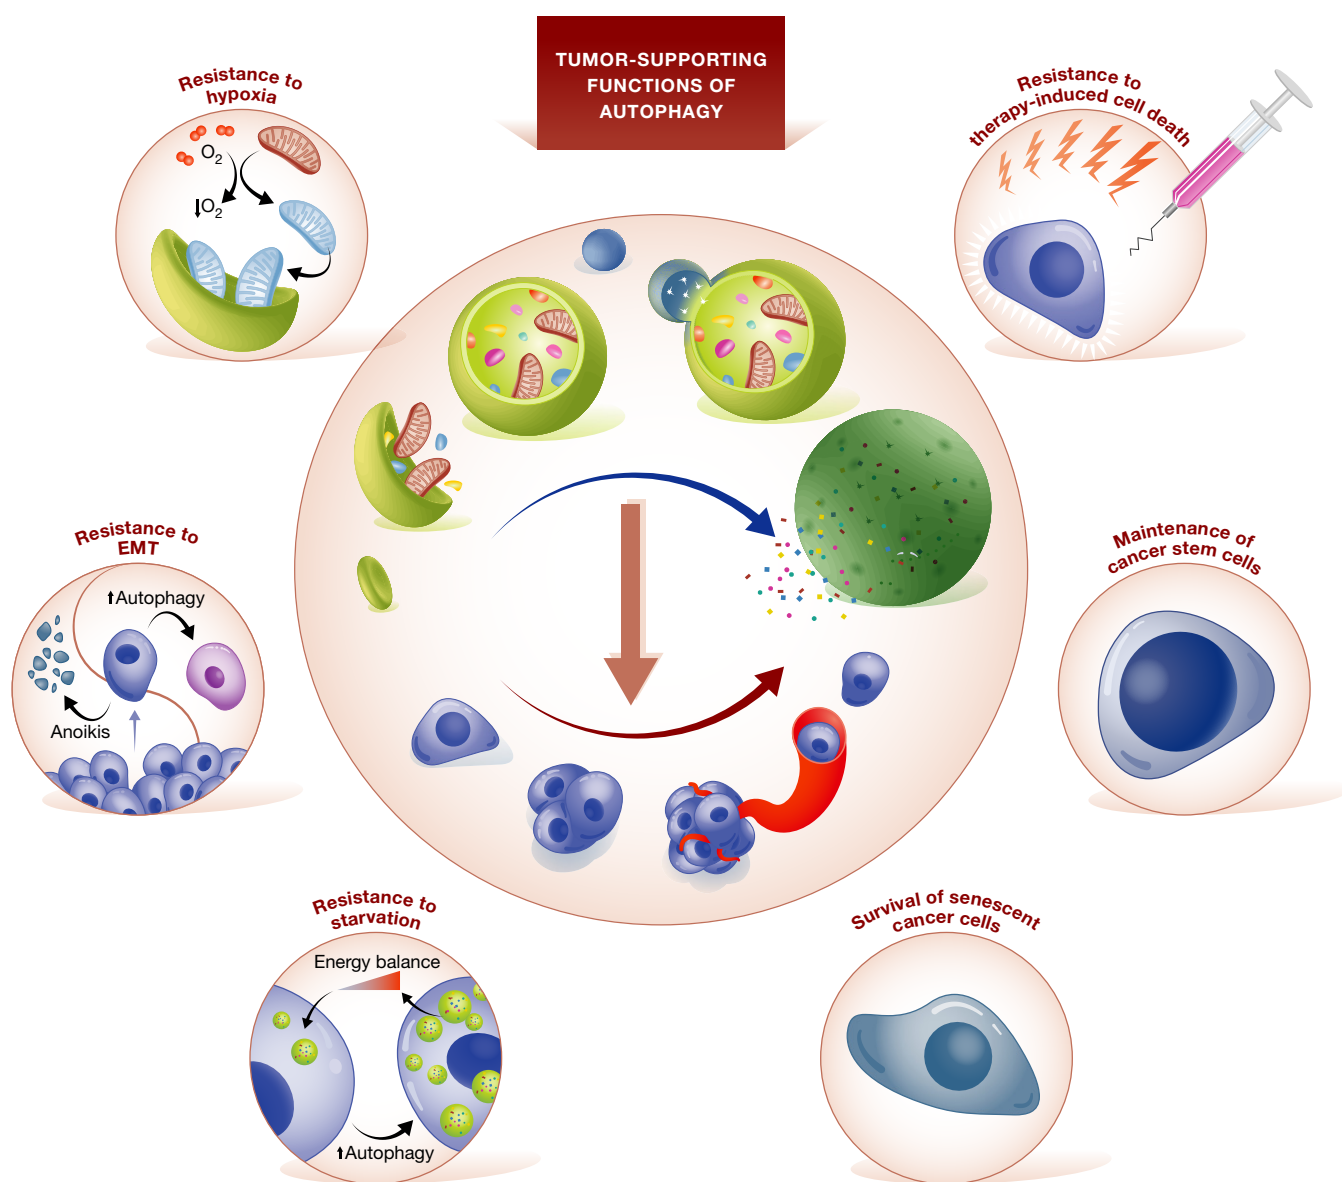 TUMOR-SUPPORTING
FUNCTIONS OF
AUTOPHAGY
Resistance to
hypoxia
O₂
↓O₂
Resistance to
therapy-induced cell death
Resistance to
EMT
↑Autophagy
Anoikis
Maintenance of
cancer stem cells
Resistance to
starvation
Energy balance
↑Autophagy
Survival of senescent
cancer cells